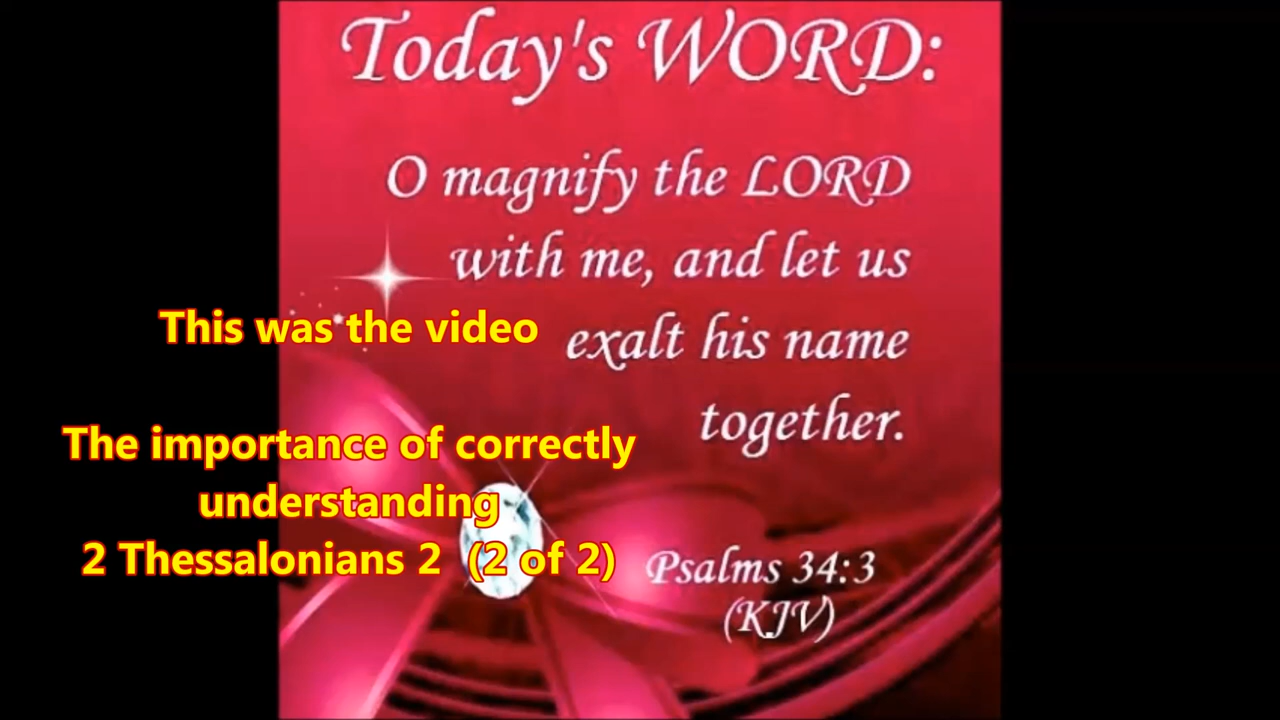 Today's WORD:
O magnify the LORD
with me, and let us
exalt his name
together.
Psalms 34:3
(KJV)
This was the video
The importance of correctly
understanding
2 Thessalonians 2 (2 of 2)